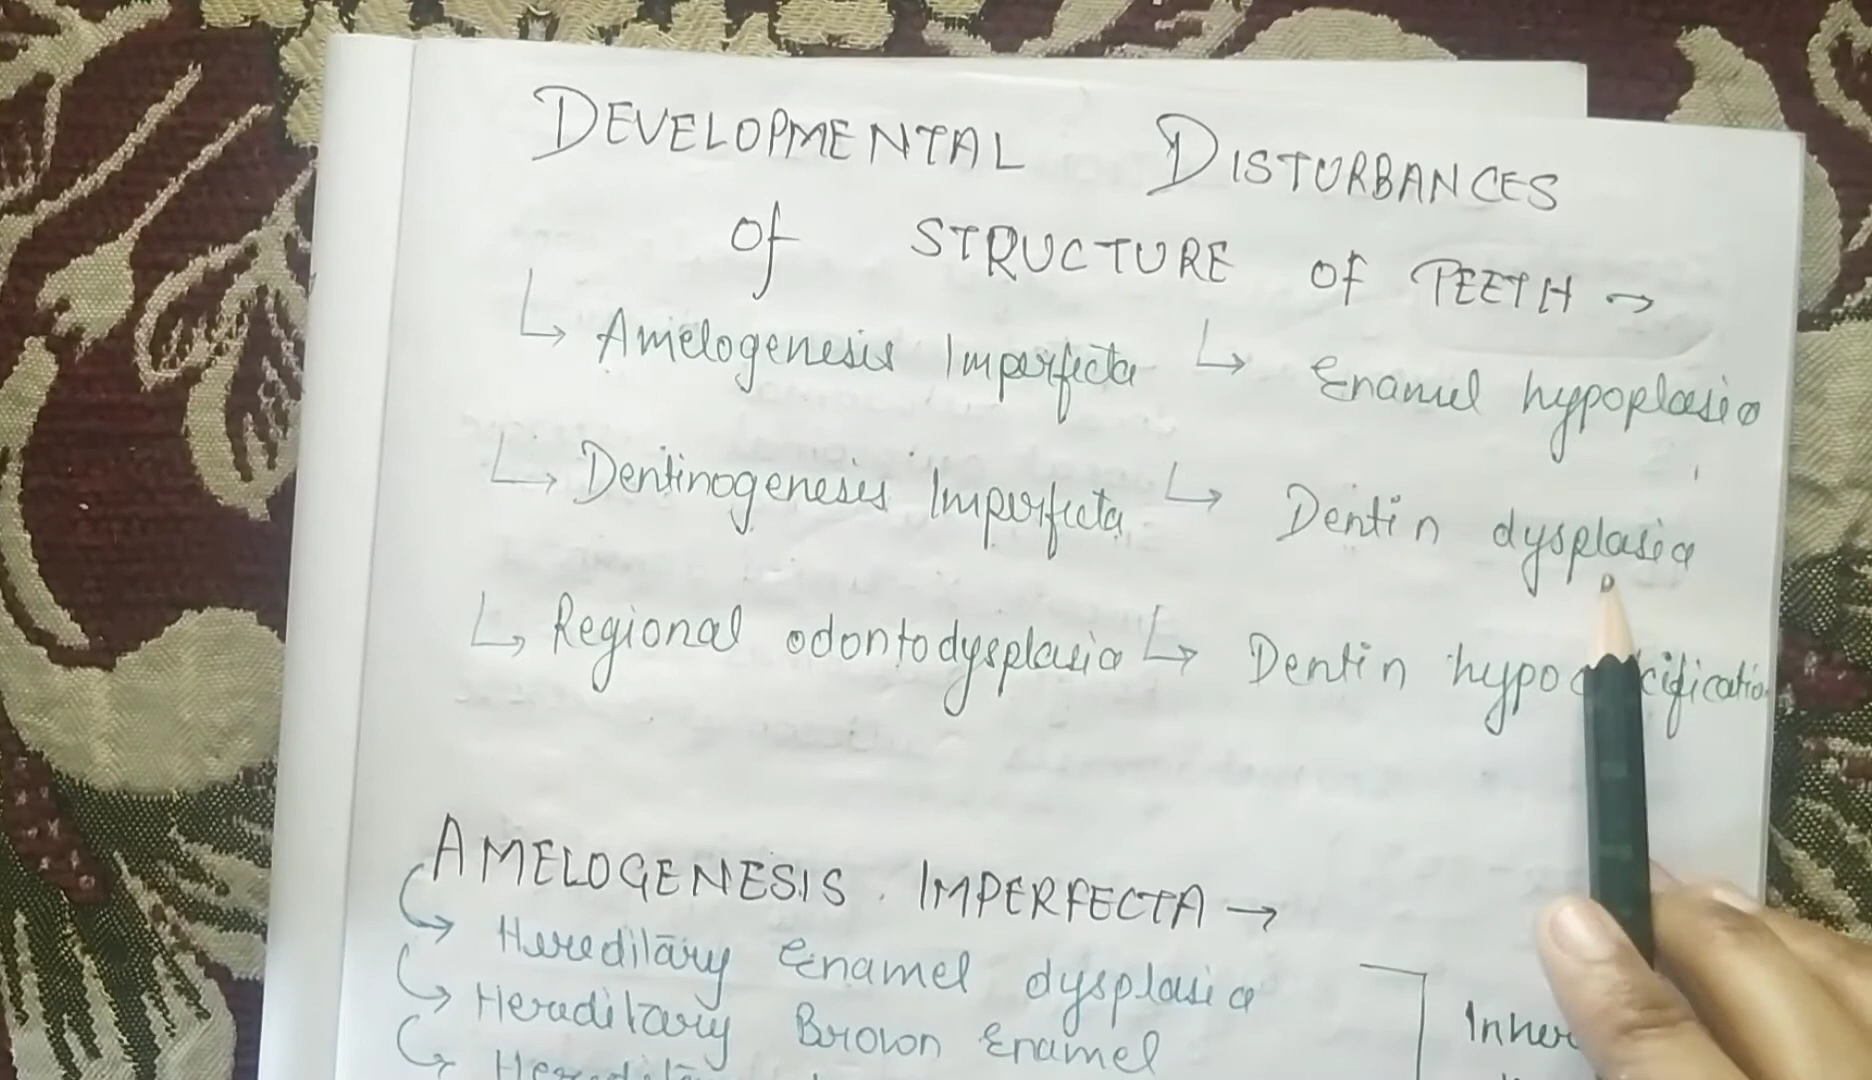 DEVELOPMENTAL DISTURBANCES
of STRUCTURE OF TEETH →
↳ Amelogenesis Imperfecta ↳ Enamel hypoplasia
↳ Dentinogenesis Imperfecta ↳ Dentin dysplasia
↳ Regional odontodysplasia ↳ Dentin
AMELOGENESIS IMPERFECTA →
↳ Hereditary Enamel dysplasia
↳ Hereditary Brown Enamel